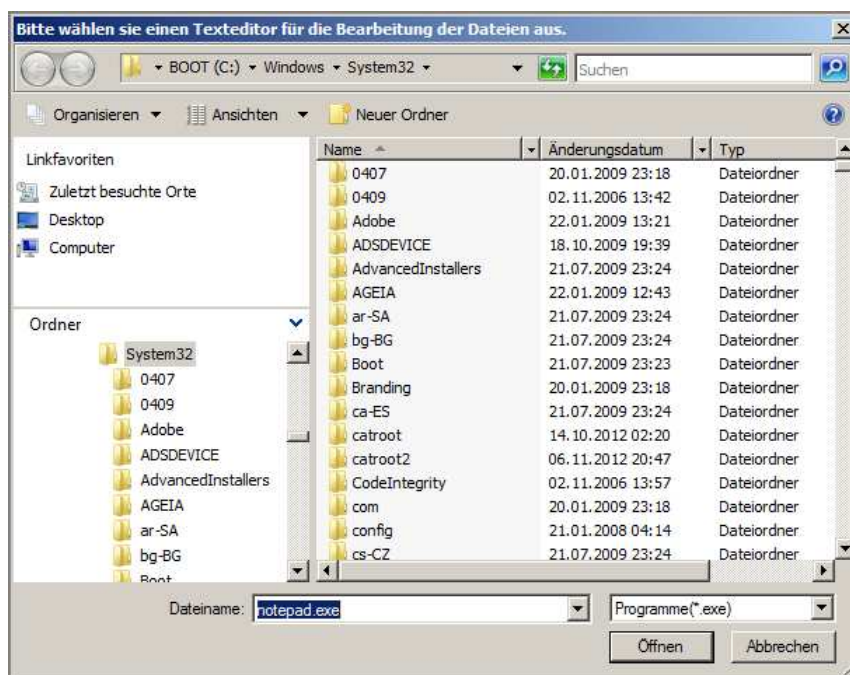 Bitte wählen sie einen Texteditor für die Bearbeitung der Dateien aus.
BOOT (C:) Windows System32 Suchen
Organisieren Ansichten Neuer Ordner
Linkfavoriten
Zuletzt besuchte Orte
Desktop
Computer
Ordner
System32
0407
0409
Adobe
ADSDEVICE
AdvancedInstallers
AGEIA
ar-SA
bg-BG
Boot
Name Änderungsdatum Typ
0407 20.01.2009 23:18 Dateiordner
0409 02.11.2006 13:42 Dateiordner
Adobe 22.01.2009 13:21 Dateiordner
ADSDEVICE 18.10.2009 19:39 Dateiordner
AdvancedInstallers 21.07.2009 23:24 Dateiordner
AGEIA 22.01.2009 12:43 Dateiordner
ar-SA 21.07.2009 23:24 Dateiordner
bg-BG 21.07.2009 23:24 Dateiordner
Boot 21.07.2009 23:23 Dateiordner
Branding 20.01.2009 23:18 Dateiordner
ca-ES 21.07.2009 23:24 Dateiordner
catroot 14.10.2012 02:20 Dateiordner
catroot2 06.11.2012 20:47 Dateiordner
CodeIntegrity 02.11.2006 13:57 Dateiordner
com 20.01.2009 23:18 Dateiordner
config 21.01.2008 04:14 Dateiordner
cs-CZ 21.07.2009 23:24 Dateiordner
Dateiname: notepad.exe Programme(*.exe)
Öffnen Abbrechen